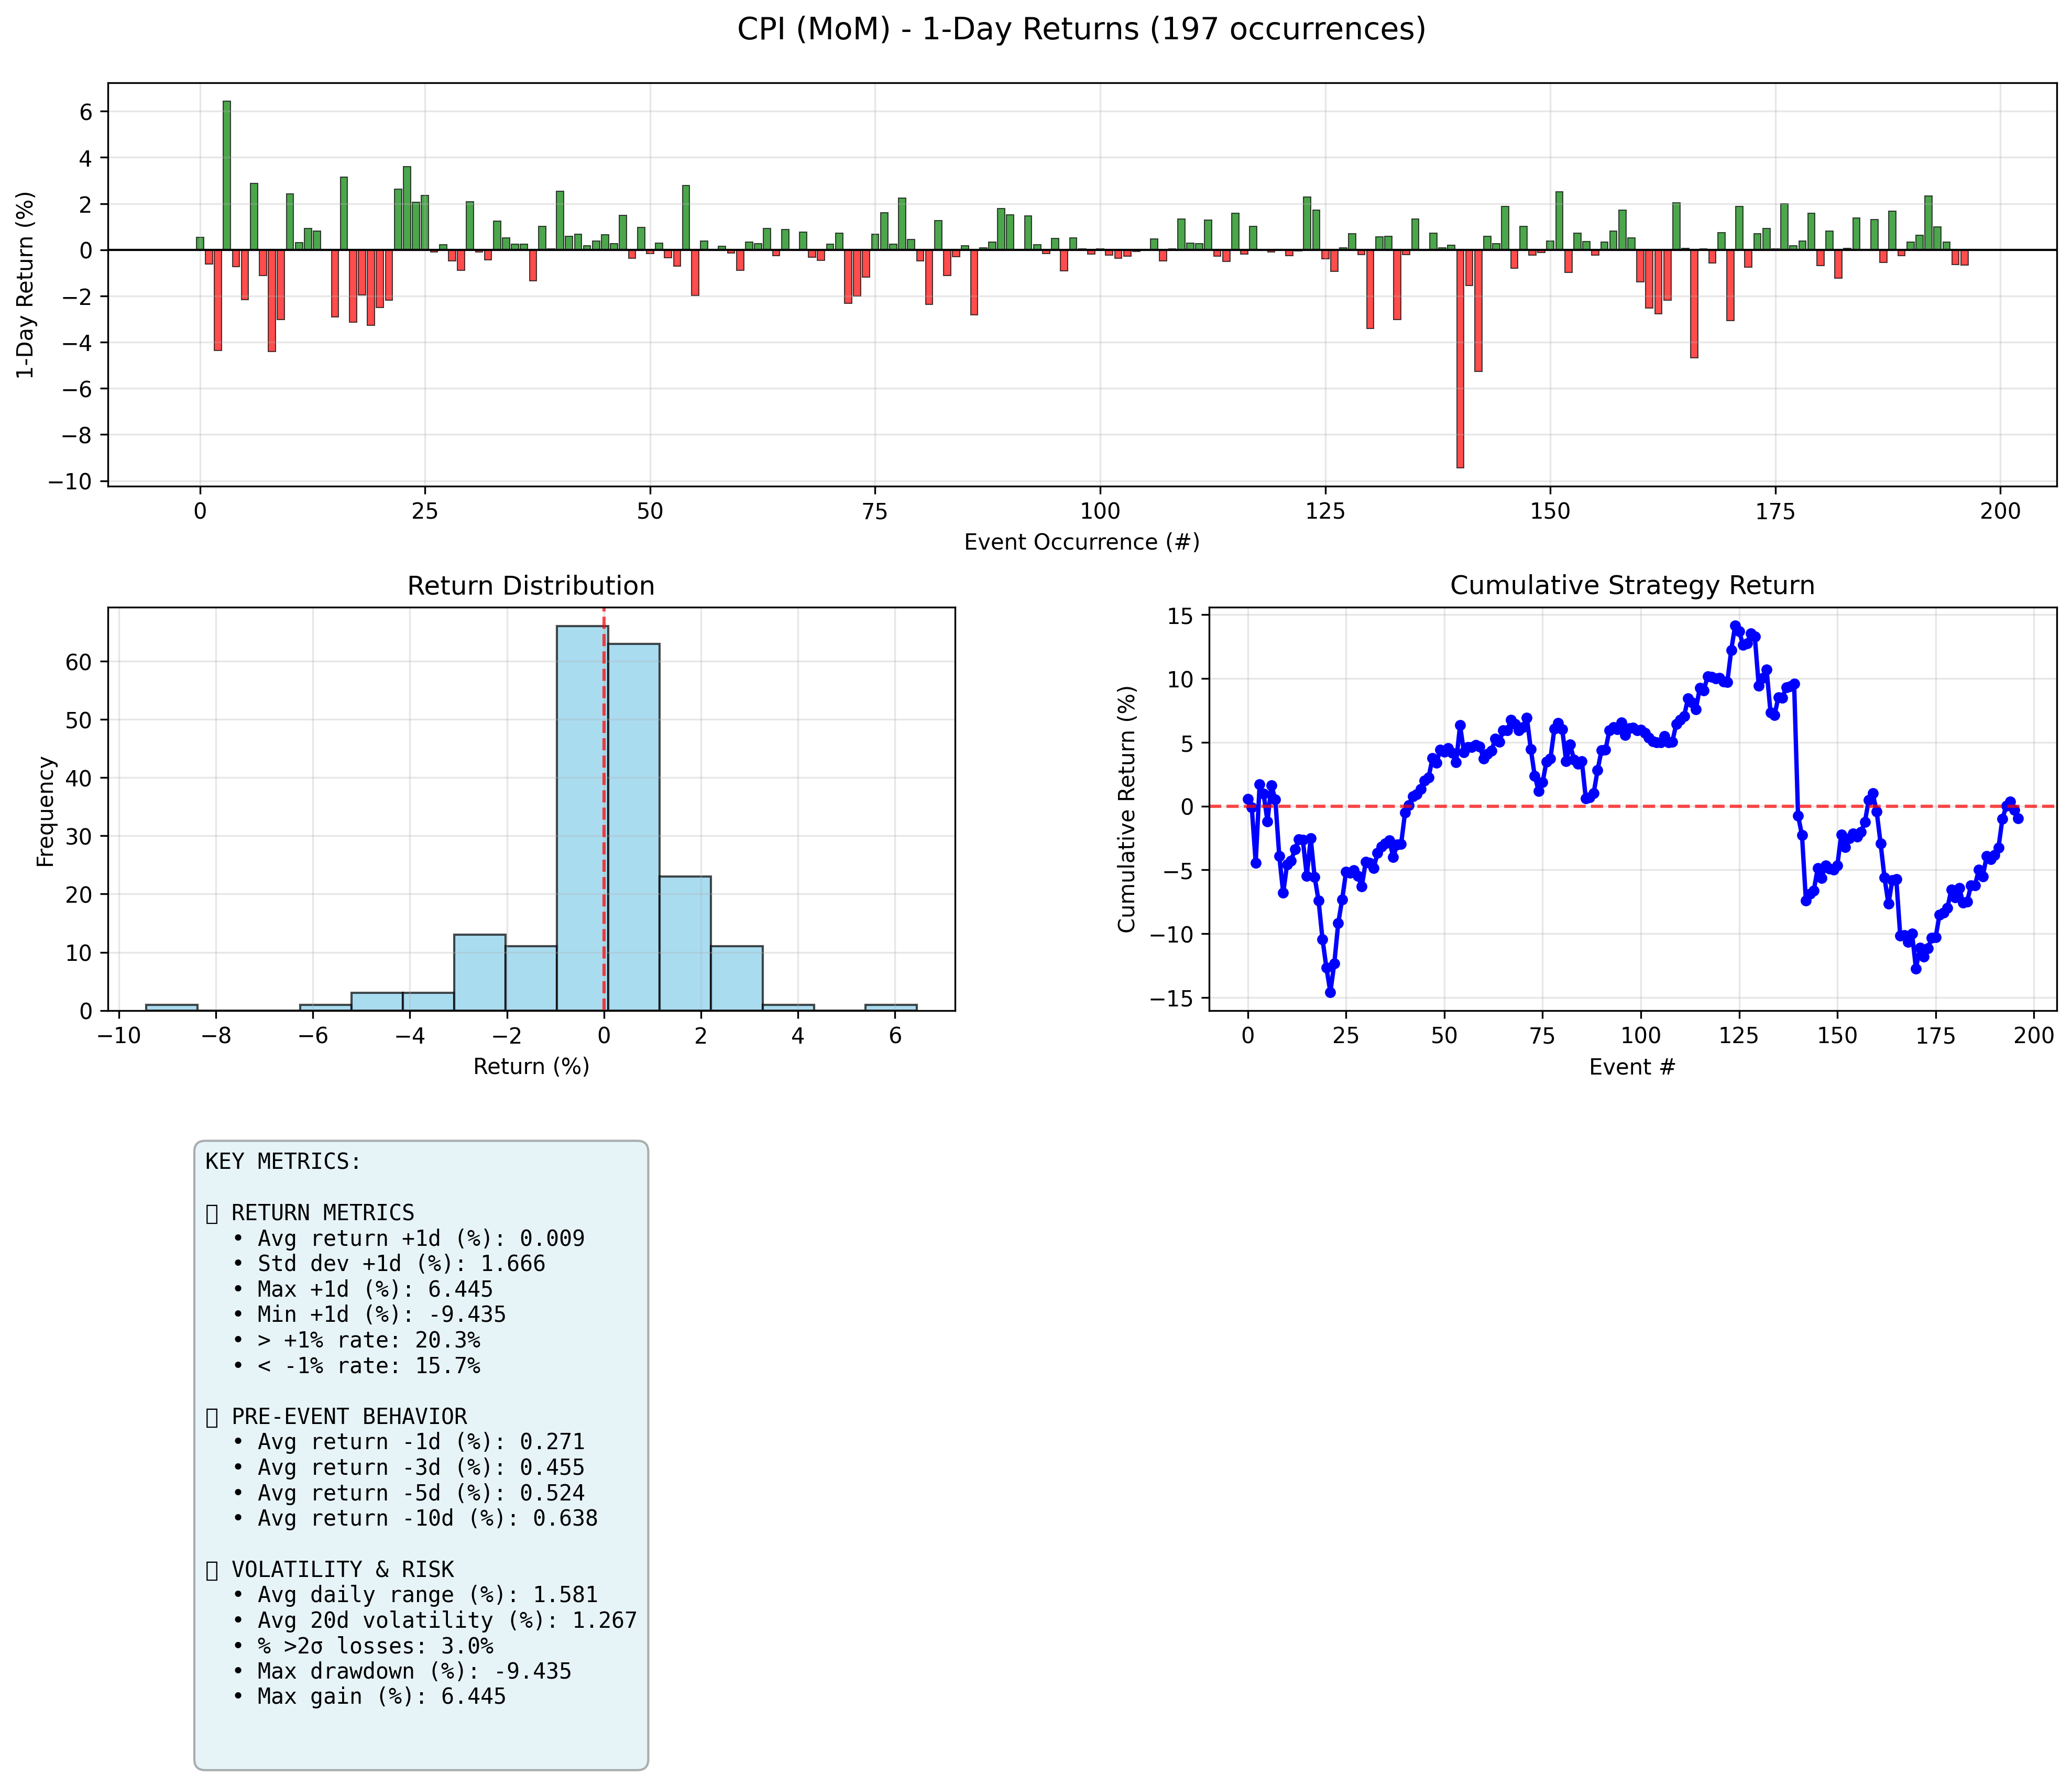 CPI (MoM) - 1-Day Returns (197 occurrences)
1-Day Return (%)
6
4
2
0
−2
−4
−6
−8
−10
0 25 50 75 100 125 150 175 200
Event Occurrence (#)
Return Distribution
Frequency
60
50
40
30
20
10
0
−10 −8 −6 −4 −2 0 2 4 6
Return (%)
Cumulative Strategy Return
Cumulative Return (%)
15
10
5
0
−5
−10
−15
0 25 50 75 100 125 150 175 200
Event #
KEY METRICS:
RETURN METRICS
• Avg return +1d (%): 0.009
• Std dev +1d (%): 1.666
• Max +1d (%): 6.445
• Min +1d (%): -9.435
• > +1% rate: 20.3%
• < -1% rate: 15.7%
PRE-EVENT BEHAVIOR
• Avg return -1d (%): 0.271
• Avg return -3d (%): 0.455
• Avg return -5d (%): 0.524
• Avg return -10d (%): 0.638
VOLATILITY & RISK
• Avg daily range (%): 1.581
• Avg 20d volatility (%): 1.267
• % >2σ losses: 3.0%
• Max drawdown (%): -9.435
• Max gain (%): 6.445